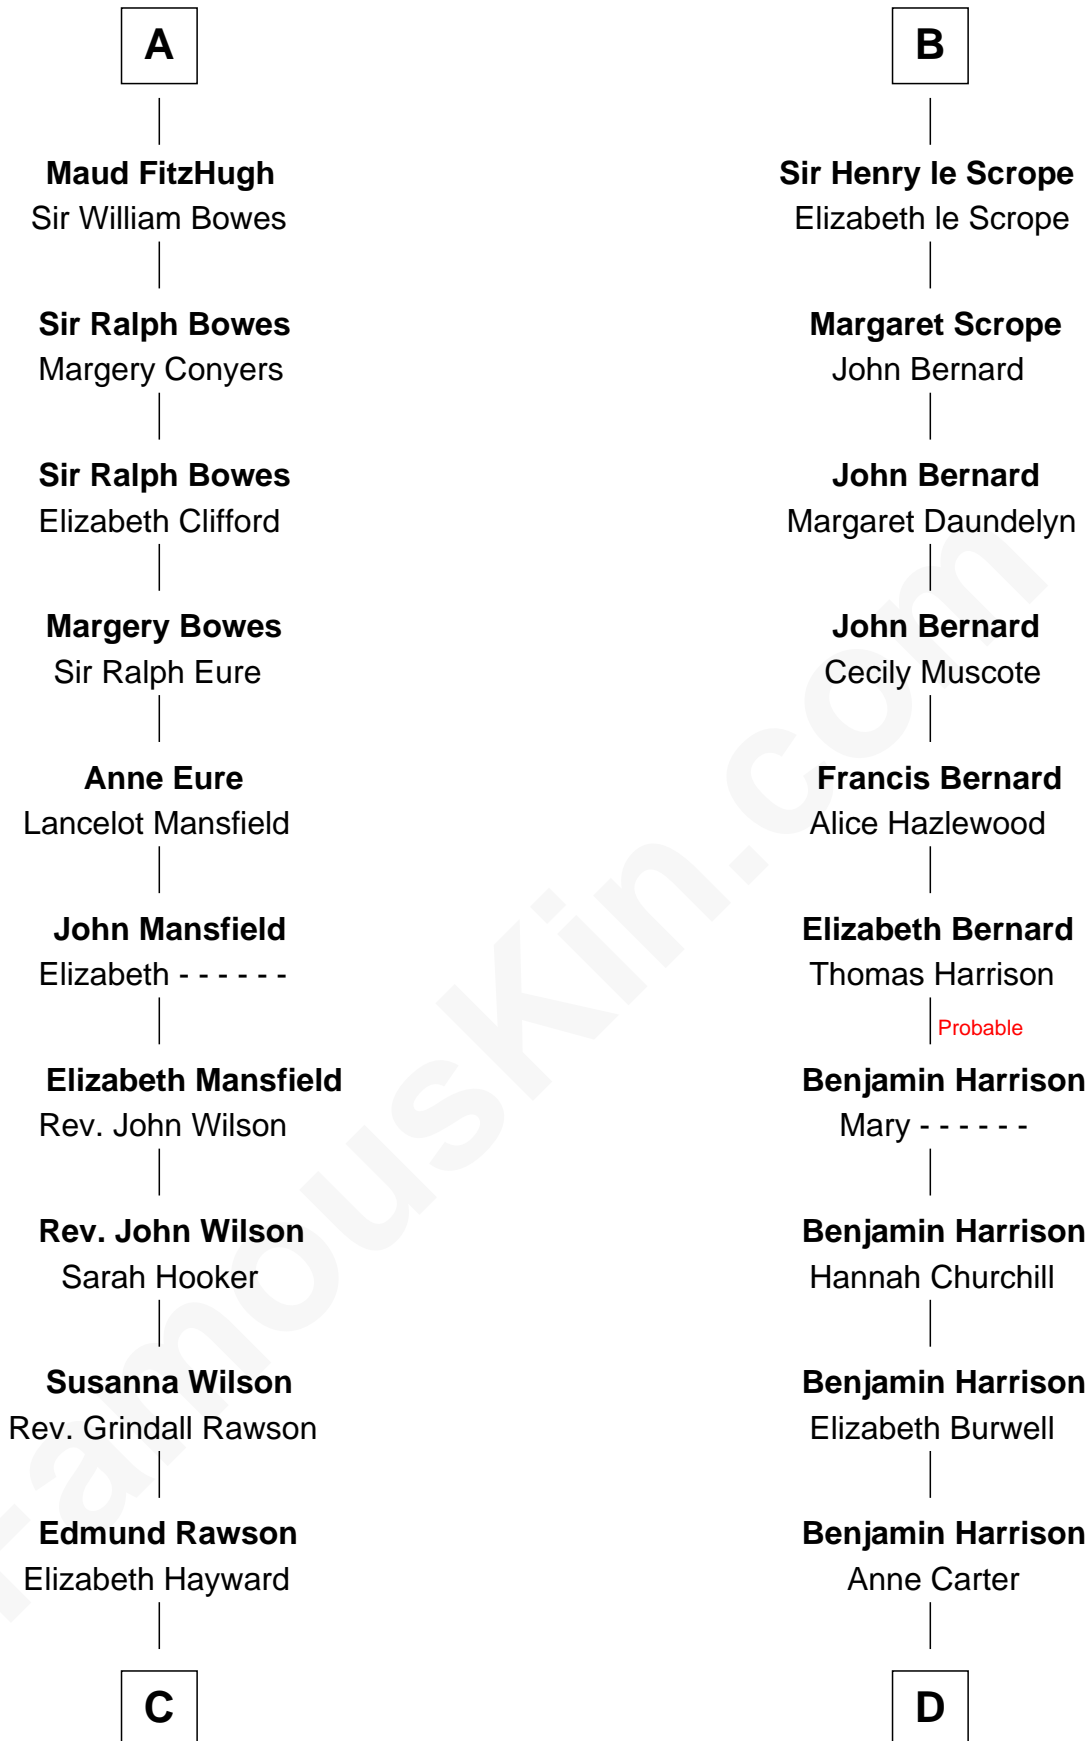 A
Maud FitzHugh
Sir William Bowes
Sir Ralph Bowes
Margery Conyers
Sir Ralph Bowes
Elizabeth Clifford
Margery Bowes
Sir Ralph Eure
Anne Eure
Lancelot Mansfield
John Mansfield
Elizabeth - - - - - -
Elizabeth Mansfield
Rev. John Wilson
Rev. John Wilson
Sarah Hooker
Susanna Wilson
Rev. Grindall Rawson
Edmund Rawson
Elizabeth Hayward
C
B
Sir Henry le Scrope
Elizabeth le Scrope
Margaret Scrope
John Bernard
John Bernard
Margaret Daundelyn
John Bernard
Cecily Muscote
Francis Bernard
Alice Hazlewood
Elizabeth Bernard
Thomas Harrison
Probable
Benjamin Harrison
Mary - - - - - -
Benjamin Harrison
Hannah Churchill
Benjamin Harrison
Elizabeth Burwell
Benjamin Harrison
Anne Carter
D
FamousKin.com